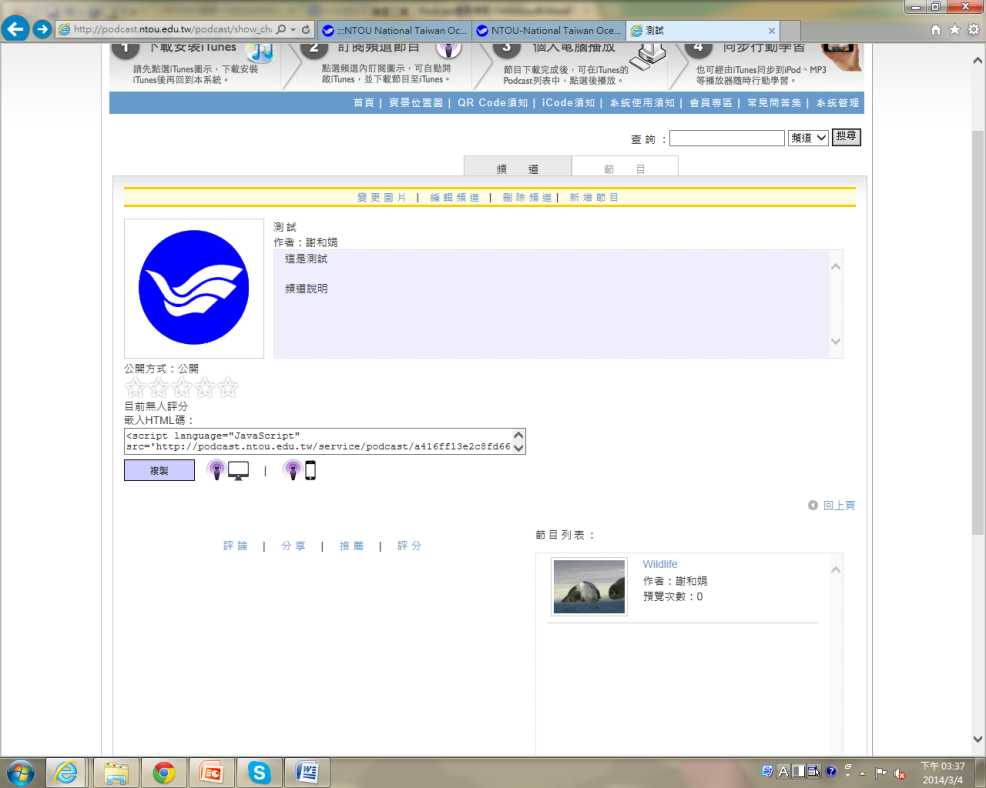 http://podcast.ntou.edu.tw/podcast/show_ch
:::NTOU National Taiwan Oc...
NTOU-National Taiwan Oce...
測試
1 下載安裝iTunes
2 訂閱頻道節目
3 個人電腦播放
4 同步行動學習
請先點選iTunes圖示，下載安裝
iTunes後再回到本系統。
點選頻道內訂閱圖示，可自動開
啟iTunes，並下載節目至iTunes。
節目下載完成後，可在iTunes的
Podcast列表中，點選後播放。
也可經由iTunes同步到iPod、MP3
等播放器隨時行動學習。
首頁 | 實景位置圖 | QR Code須知 | iCode須知 | 系統使用須知 | 會員專區 | 常見問答集 | 系統管理
查詢：
頻道
搜尋
頻 道
節 目
變更圖片 | 編輯頻道 | 刪除頻道 | 新增節目
測試
作者：謝和娟
這是測試
頻道說明
公開方式：公開
目前無人評分
嵌入HTML碼：
<script language="JavaScript"
src='http://podcast.ntou.edu.tw/service/podcast/a416ff13e2c8fd66
複製
|
回上頁
評論 | 分享 | 推薦 | 評分
節目列表：
Wildlife
作者：謝和娟
預覽次數：0
下午 03:37
2014/3/4